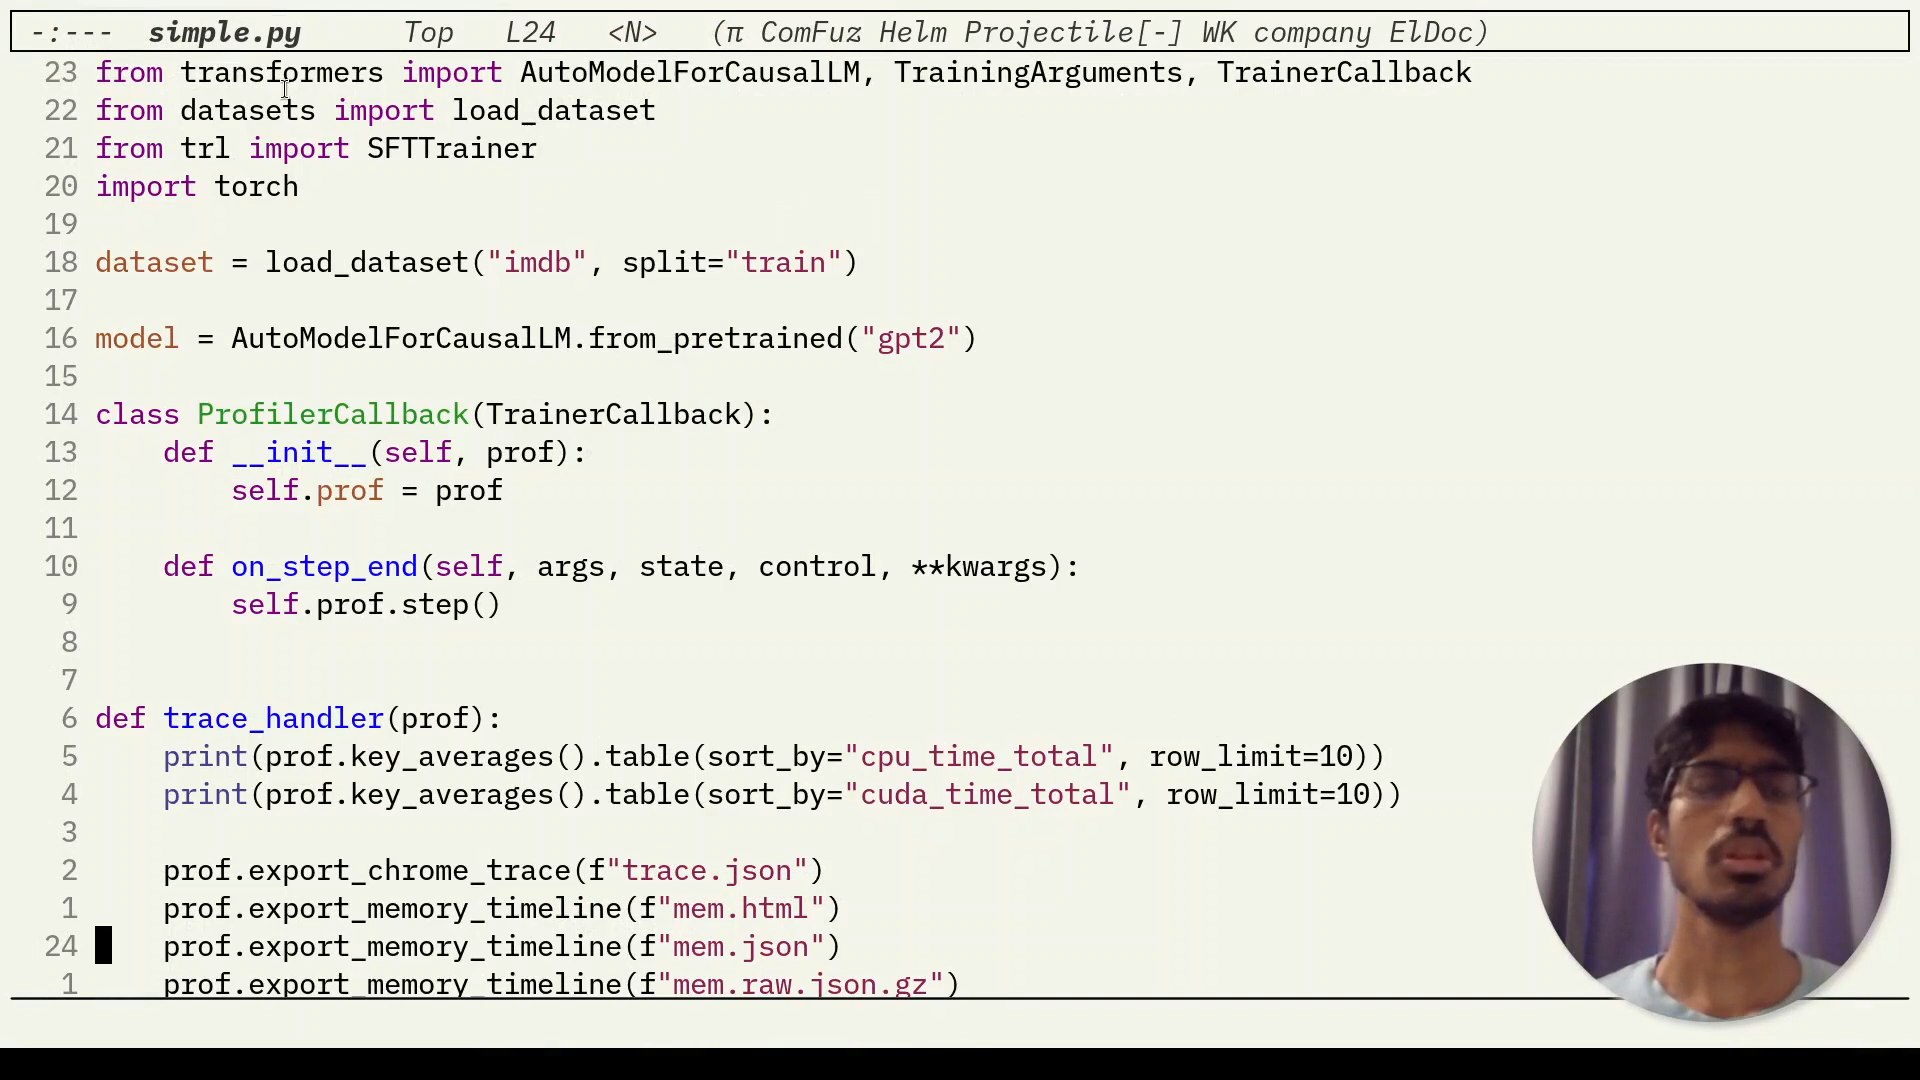 -:--- simple.py Top L24 <N> (π ComFuz Helm Projectile[-] WK company ElDoc)
23 from transformers import AutoModelForCausalLM, TrainingArguments, TrainerCallback
22 from datasets import load_dataset
21 from trl import SFTTrainer
20 import torch
19
18 dataset = load_dataset("imdb", split="train")
17
16 model = AutoModelForCausalLM.from_pretrained("gpt2")
15
14 class ProfilerCallback(TrainerCallback):
13     def __init__(self, prof):
12         self.prof = prof
11
10     def on_step_end(self, args, state, control, **kwargs):
9         self.prof.step()
8
7
6 def trace_handler(prof):
5     print(prof.key_averages().table(sort_by="cpu_time_total", row_limit=10))
4     print(prof.key_averages().table(sort_by="cuda_time_total", row_limit=10))
3
2     prof.export_chrome_trace(f"trace.json")
1     prof.export_memory_timeline(f"mem.html")
24     prof.export_memory_timeline(f"mem.json")
1     prof.export_memory_timeline(f"mem.raw.json.gz")